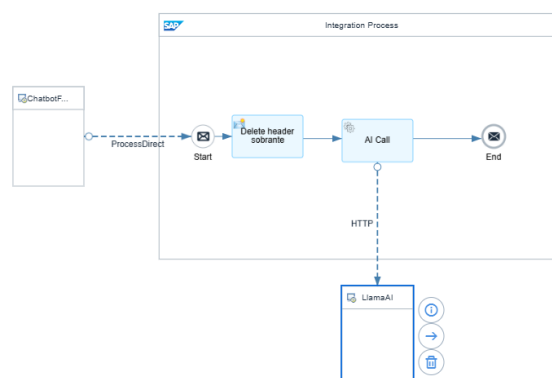 SAP
Integration Process
ChatbotF...
ProcessDirect
Start
Delete header
sobrante
AI Call
End
HTTP
LlamaAI